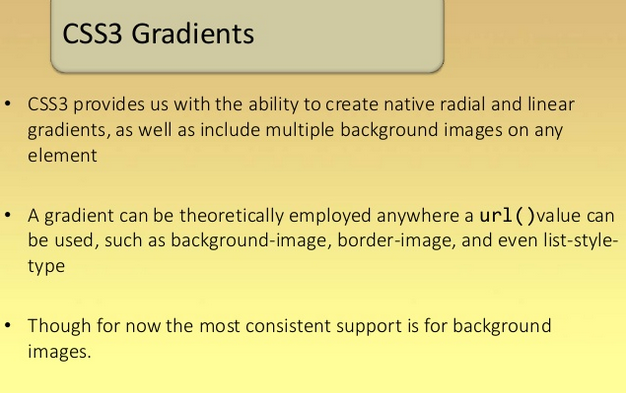 CSS3 Gradients
• CSS3 provides us with the ability to create native radial and linear
gradients, as well as include multiple background images on any
element
• A gradient can be theoretically employed anywhere a url()value can
be used, such as background-image, border-image, and even list-style-
type
• Though for now the most consistent support is for background
images.